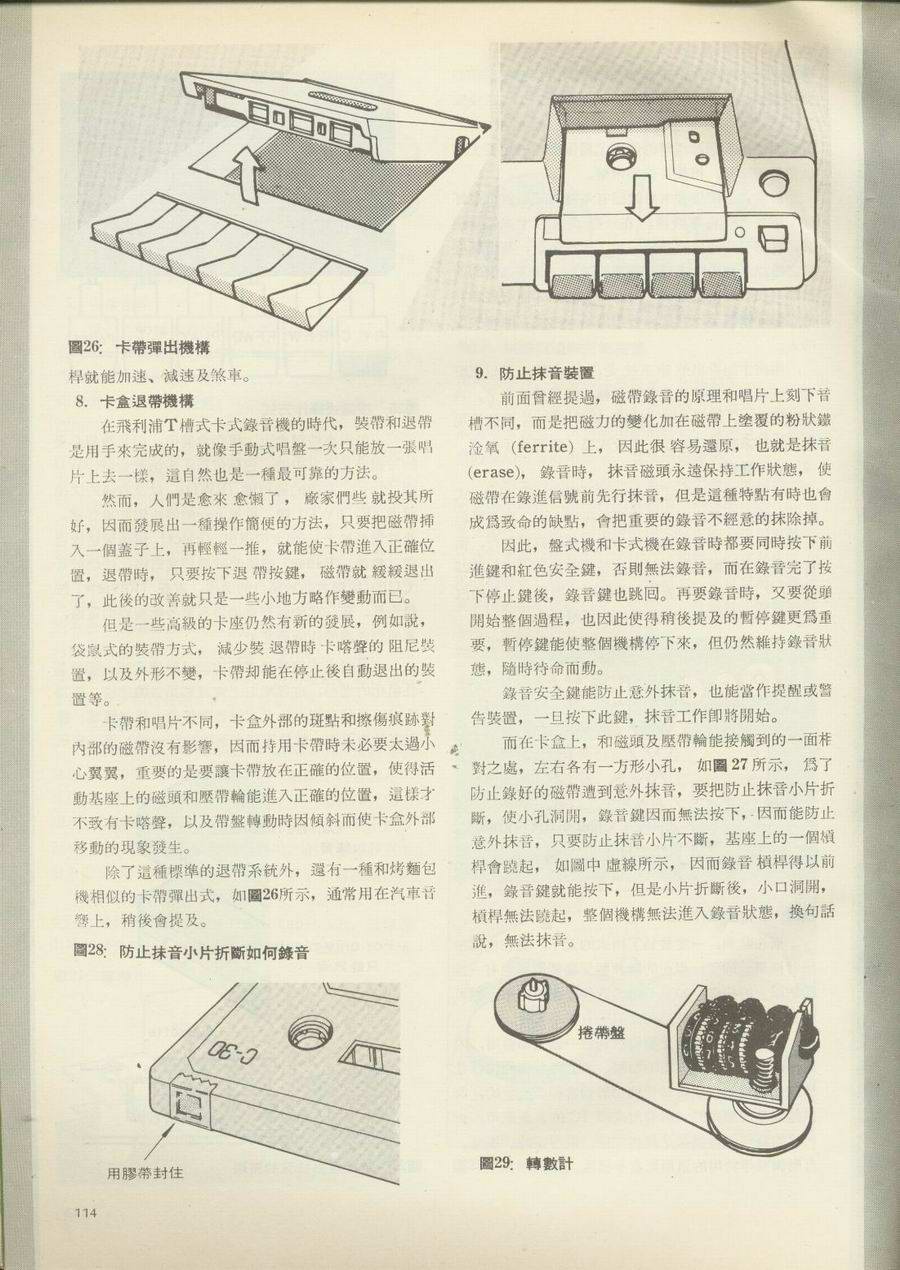 圖26: 卡帶彈出機構
桿就能加速、減速及煞車。
8. 卡盒退帶機構
在飛利浦T槽式卡式錄音機的時代，裝帶和退帶
是用手來完成的，就像手動式唱盤一次只能放一張唱
片上去一樣，這自然也是一種最可靠的方法。
然而，人們是愈來愈懶了，廠家們些就投其所
好，因而發展出一種操作簡便的方法，只要把磁帶揷
入一個蓋子上，再輕輕一推，就能使卡帶進入正確位
置，退帶時，只要按下退帶按鍵，磁帶就緩緩退出
了，此後的改善就只是一些小地方略作變動而已。
但是一些高級的卡座仍然有新的發展，例如說，
袋鼠式的裝帶方式，減少裝退帶時卡嗒聲的阻尼裝
置，以及外形不變，卡帶却能在停止後自動退出的裝
置等。
卡帶和唱片不同，卡盒外部的斑點和擦傷痕跡對
內部的磁帶沒有影響，因而持用卡帶時未必要太過小
心翼翼，重要的是要讓卡帶放在正確的位置，使得活
動基座上的磁頭和壓帶輪能進入正確的位置，這樣才
不致有卡嗒聲，以及帶盤轉動時因傾斜而使卡盒外部
移動的現象發生。
除了這種標準的退帶系統外，還有一種和烤麵包
機相似的卡帶彈出式，如圖26所示，通常用在汽車音
響上，稍後會提及。
圖28: 防止抹音小片折斷如何錄音
C-90
用膠帶封住
114
9. 防止抹音裝置
前面曾經提過，磁帶錄音的原理和唱片上刻下音
槽不同，而是把磁力的變化加在磁帶上塗覆的粉狀鐵
淦氧 (ferrite) 上，因此很容易還原，也就是抹音
(erase)，錄音時，抹音磁頭永遠保持工作狀態，使
磁帶在錄進信號前先行抹音，但是這種特點有時也會
成爲致命的缺點，會把重要的錄音不經意的抹除掉。
因此，盤式機和卡式機在錄音時都要同時按下前
進鍵和紅色安全鍵，否則無法錄音，而在錄音完了按
下停止鍵後，錄音鍵也跳囘。再要錄音時，又要從頭
開始整個過程，也因此使得稍後提及的暫停鍵更爲重
要，暫停鍵能使整個機構停下來，但仍然維持錄音狀
態，隨時待命而動。
錄音安全鍵能防止意外抹音，也能當作提醒或警
告裝置，一旦按下此鍵，抹音工作卽將開始。
而在卡盒上，和磁頭及壓帶輪能接觸到的一面相
對之處，左右各有一方形小孔，如圖27所示，爲了
防止錄好的磁帶遭到意外抹音，要把防止抹音小片折
斷，使小孔洞開，錄音鍵因而無法按下，因而能防止
意外抹音，只要防止抹音小片不斷，基座上的一個槓
桿會蹺起，如圖中虛線所示，因而錄音槓桿得以前
進，錄音鍵就能按下，但是小片折斷後，小口洞開，
槓桿無法蹺起，整個機構無法進入錄音狀態，換句話
說，無法抹音。
捲帶盤
圖29: 轉數計